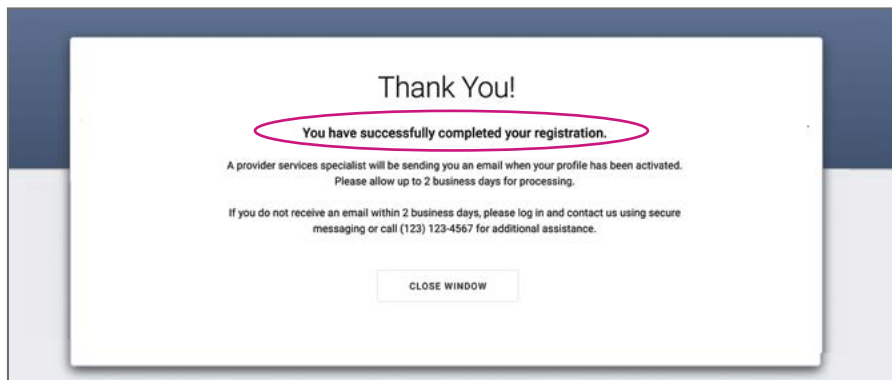 Thank You!
You have successfully completed your registration.
A provider services specialist will be sending you an email when your profile has been activated.
Please allow up to 2 business days for processing.
If you do not receive an email within 2 business days, please log in and contact us using secure
messaging or call (123) 123-4567 for additional assistance.
CLOSE WINDOW